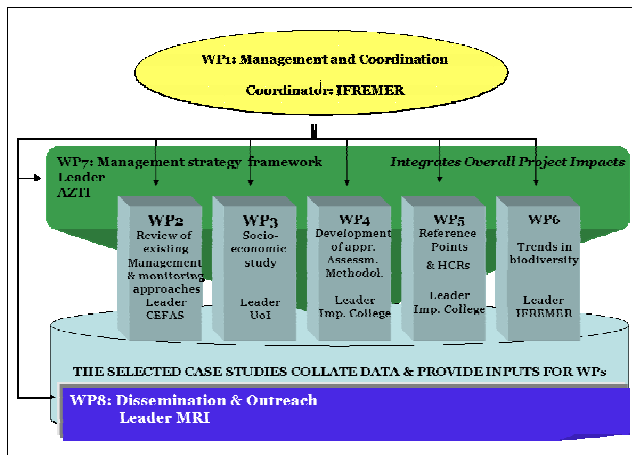 WP1: Management and Coordination
Coordinator: IFREMER
WP7: Management strategy framework
Integrates Overall Project Impacts
Leader
AZTI
WP2
Review of
existing
Management
& monitoring
approaches
Leader
CEFAS
WP3
Socio-
economic
study
Leader
UoI
WP4
Development
of appr.
Assessm.
Methodol.
Leader
Imp. College
WP5
Reference
Points
& HCRs
Leader
Imp. College
WP6
Trends in
biodiversity
Leader
IFREMER
THE SELECTED CASE STUDIES COLLATE DATA & PROVIDE INPUTS FOR WPs
WP8: Dissemination & Outreach
Leader MRI